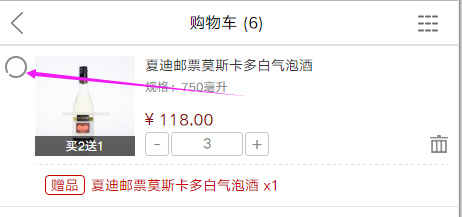 购物车 (6)
夏迪邮票莫斯卡多白气泡酒
规格: 750毫升
¥ 118.00
买2送1
- 3 +
赠品 夏迪邮票莫斯卡多白气泡酒 x1